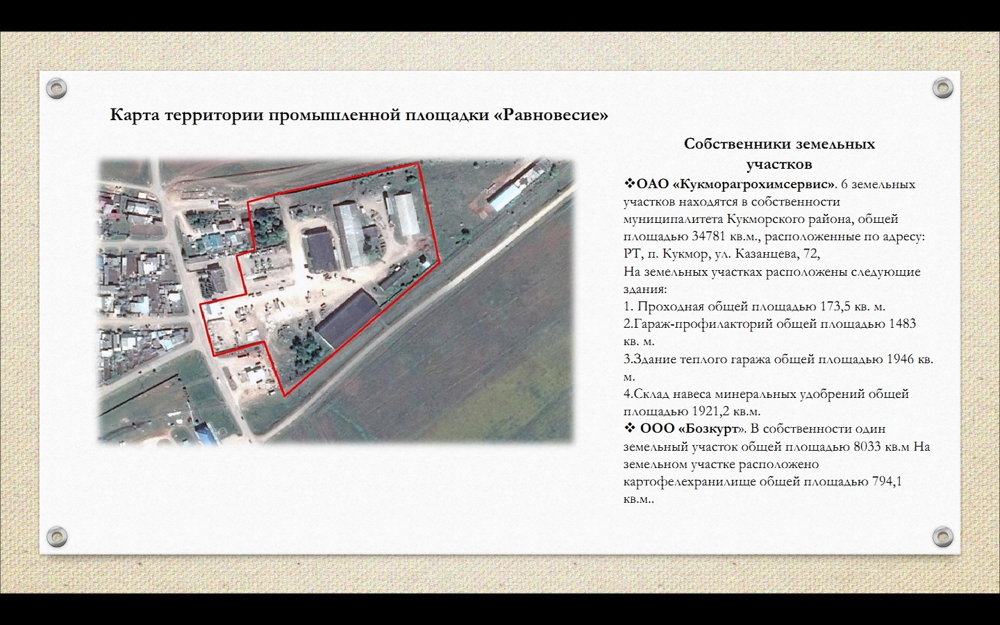 Карта территории промышленной площадки «Равновесие»
Собственники земельных
участков
❖ОАО «Кукморагрохимсервис». 6 земельных
участков находятся в собственности
муниципалитета Кукморского района, общей
площадью 34781 кв.м., расположенные по адресу:
РТ, п. Кукмор, ул. Казанцева, 72,
На земельных участках расположены следующие
здания:
1. Проходная общей площадью 173,5 кв. м.
2.Гараж-профилакторий общей площадью 1483
кв. м.
3.Здание теплого гаража общей площадью 1946 кв.
м.
4.Склад навеса минеральных удобрений общей
площадью 1921,2 кв.м.
❖ ООО «Бозкурт». В собственности один
земельный участок общей площадью 8033 кв.м На
земельном участке расположено
картофелехранилище общей площадью 794,1
кв.м..